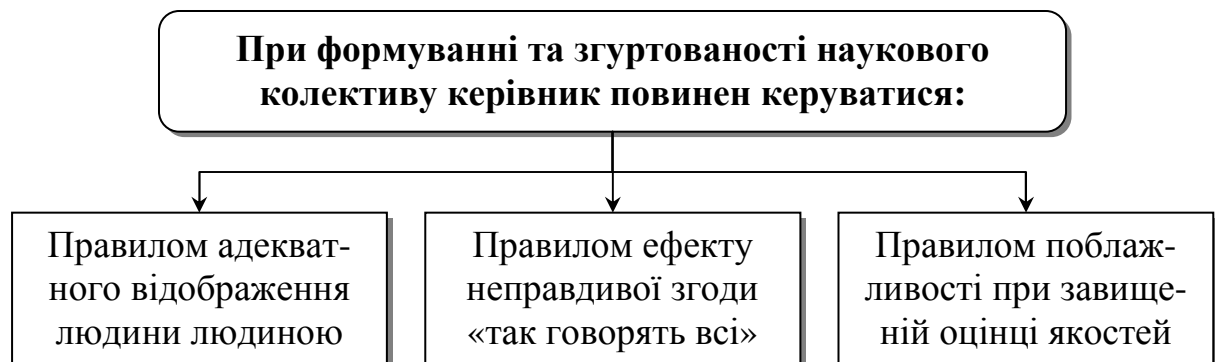 При формуванні та згуртованості наукового
колективу керівник повинен керуватися:
Правилом адекват-
ного відображення
людини людиною
Правилом ефекту
неправдивої згоди
«так говорять всі»
Правилом поблаж-
ливості при завище-
ній оцінці якостей